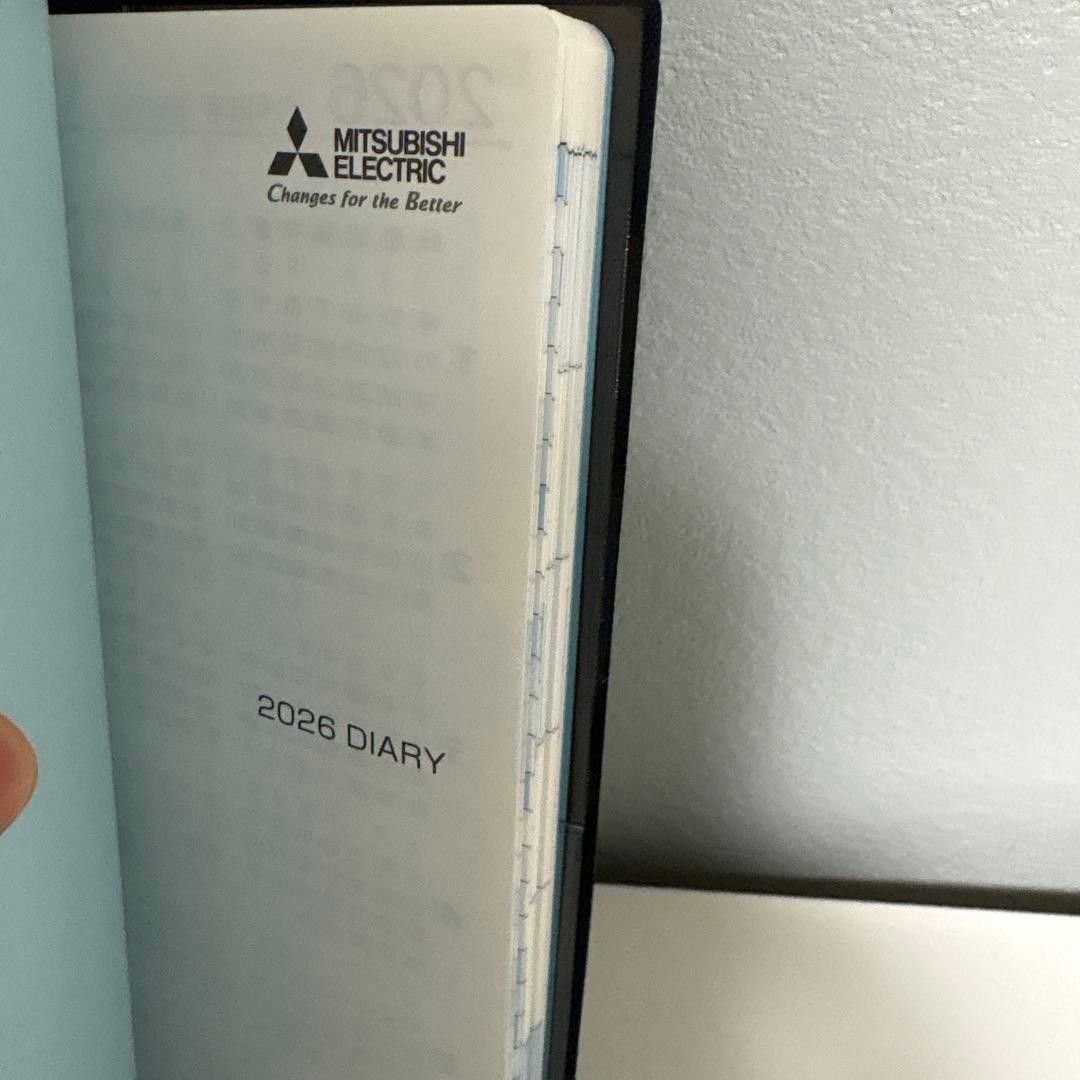 MITSUBISHI
ELECTRIC
Changes for the Better
2026 DIARY